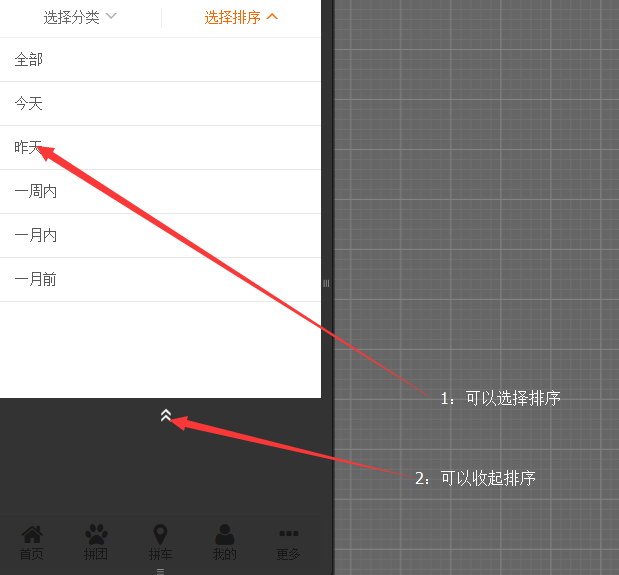 选择分类 选择排序
全部
今天
昨天
一周内
一月内
一月前
1：可以选择排序
2：可以收起排序
首页 拼团 拼车 我的 更多